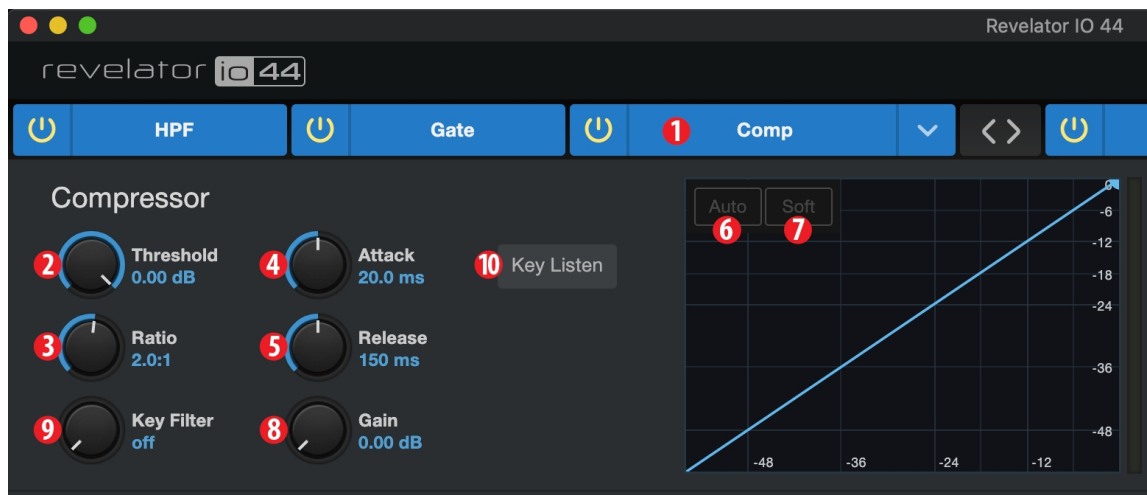 Revelator IO 44
revelator io 44
HPF
Gate
1
Comp
Compressor
2 Threshold
0.00 dB
4 Attack
20.0 ms
10 Key Listen
3 Ratio
2.0:1
5 Release
150 ms
9 Key Filter
off
8 Gain
0.00 dB
Auto
6
Soft
7
0
-6
-12
-18
-24
-36
-48
-48 -36 -24 -12